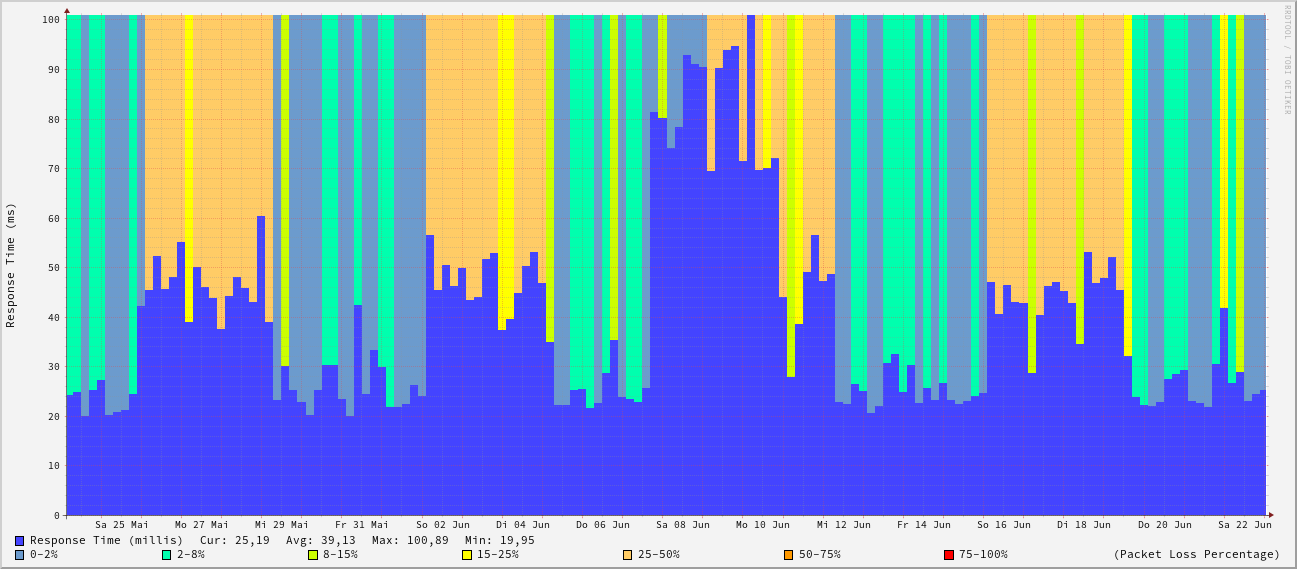 RRDTOOL / TOBI OETIKER
Response Time (ms)
100
90
80
70
60
50
40
30
20
10
0
Sa 25 Mai Mo 27 Mai Mi 29 Mai Fr 31 Mai So 02 Jun Di 04 Jun Do 06 Jun Sa 08 Jun Mo 10 Jun Mi 12 Jun Fr 14 Jun So 16 Jun Di 18 Jun Do 20 Jun Sa 22 Jun
Response Time (millis) Cur: 25,19 Avg: 39,13 Max: 100,89 Min: 19,95
0-2% 2-8% 8-15% 15-25% 25-50% 50-75% 75-100% (Packet Loss Percentage)